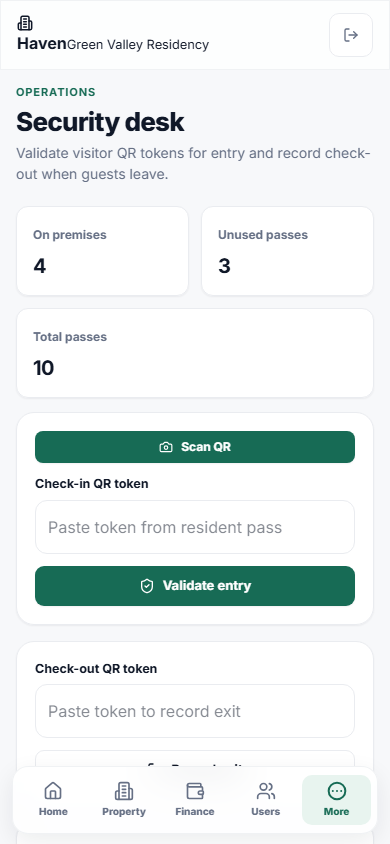 Haven Green Valley Residency
OPERATIONS
Security desk
Validate visitor QR tokens for entry and record check-
out when guests leave.
On premises
4
Unused passes
3
Total passes
10
Scan QR
Check-in QR token
Paste token from resident pass
Validate entry
Check-out QR token
Paste token to record exit
Home
Property
Finance
Users
More